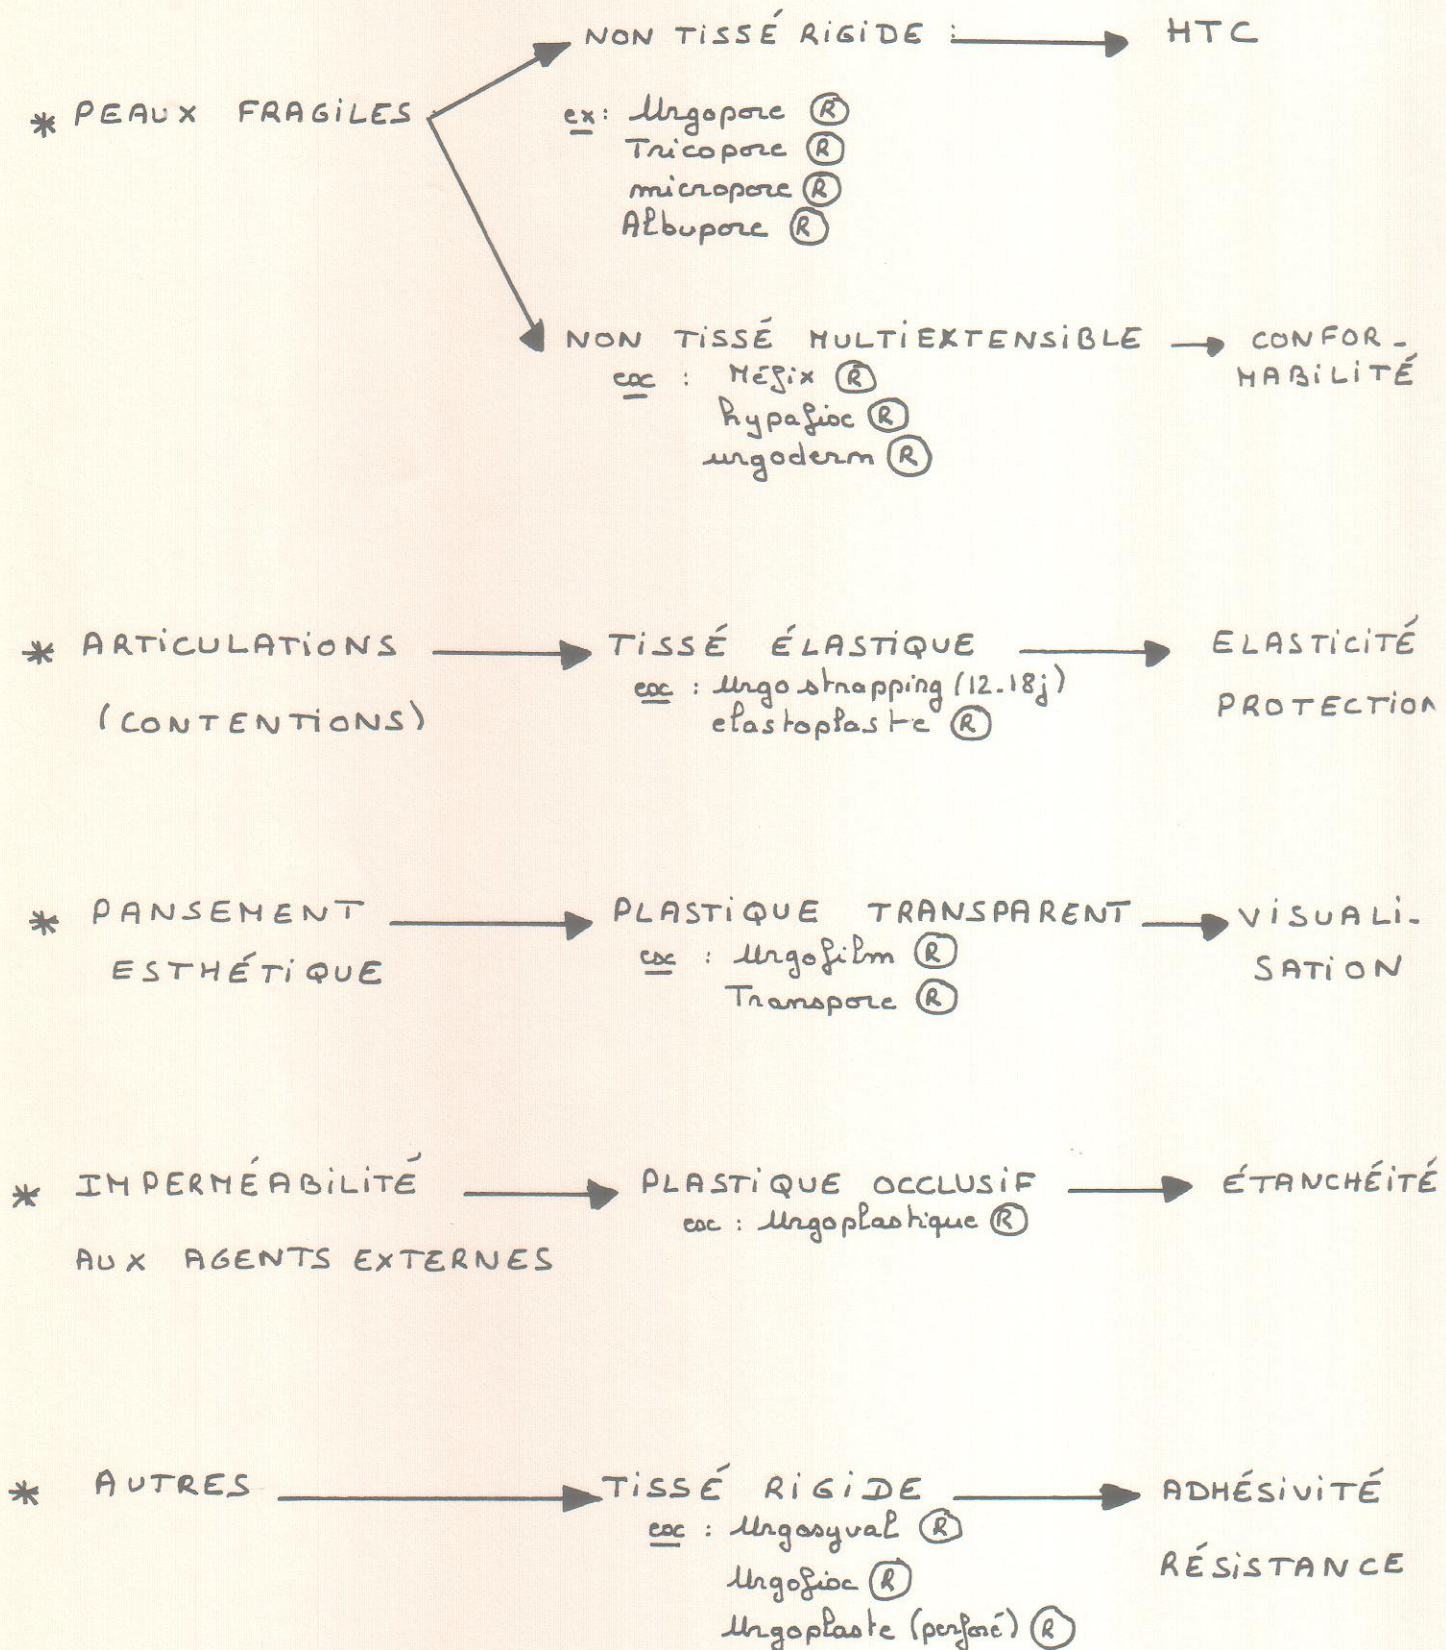 NON TISSÉ RIGIDE : → HTC
* PEAUX FRAGILES
ex : Urgopore ®
Tricopore ®
micropore ®
Albupore ®
NON TISSÉ MULTIEXTENSIBLE → CONFOR-
MABILITÉ
ex : Méfix ®
hypafix ®
urgoderm ®
* ARTICULATIONS → TISSÉ ÉLASTIQUE → ELASTICITÉ
(CONTENTIONS)
ex : Urgo strapping (12.18j)
elastoplaste ®
PROTECTION
* PANSEMENT → PLASTIQUE TRANSPARENT → VISUALI-
ESTHÉTIQUE
ex : Urgofilm ®
Transpore ®
SATION
* IMPERMÉABILITÉ → PLASTIQUE OCCLUSIF → ÉTANCHÉITÉ
AUX AGENTS EXTERNES
ex : Urgoplastique ®
* AUTRES → TISSÉ RIGIDE → ADHÉSIVITÉ
ex : Urgosyval ®
Urgofix ®
Urgoplaste (perforé) ®
RÉSISTANCE